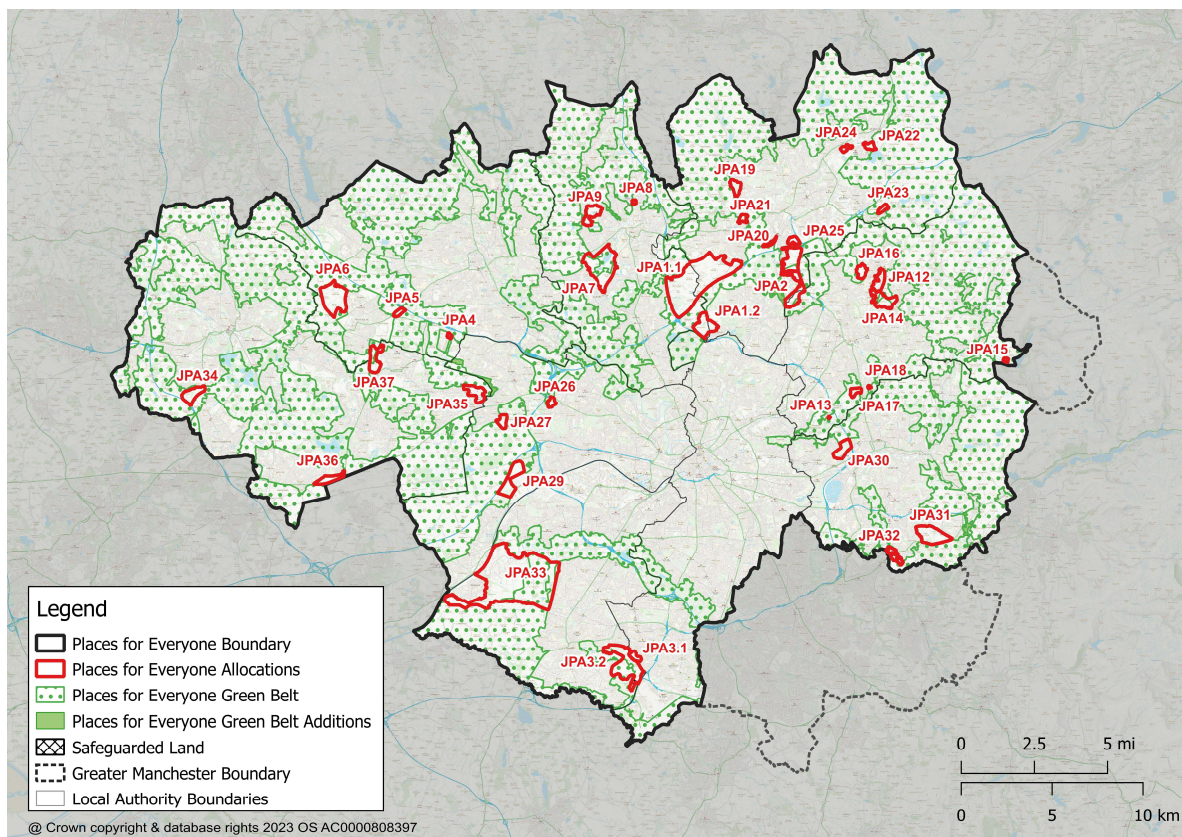 JPA24
JPA22
JPA19
JPA8
JPA23
JPA9
JPA21
JPA20
JPA25
JPA16
JPA6
JPA1.1
JPA12
JPA7
JPA2
JPA5
JPA14
JPA4
JPA1.2
JPA15
JPA37
JPA18
JPA34
JPA26
JPA35
JPA13
JPA17
JPA27
JPA30
JPA36
JPA29
JPA31
JPA32
JPA33
JPA3.1
JPA3.2
Legend
Places for Everyone Boundary
Places for Everyone Allocations
Places for Everyone Green Belt
Places for Everyone Green Belt Additions
Safeguarded Land
Greater Manchester Boundary
Local Authority Boundaries
0 2.5 5 mi
0 5 10 km
@ Crown copyright & database rights 2023 OS AC0000808397